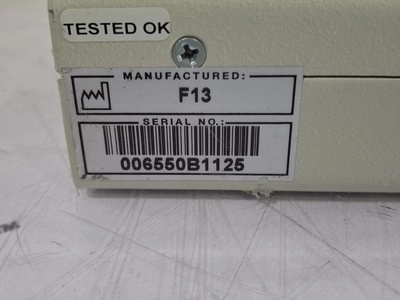 TESTED OK
MANUFACTURED:
F13
SERIAL NO.:
006550B1125